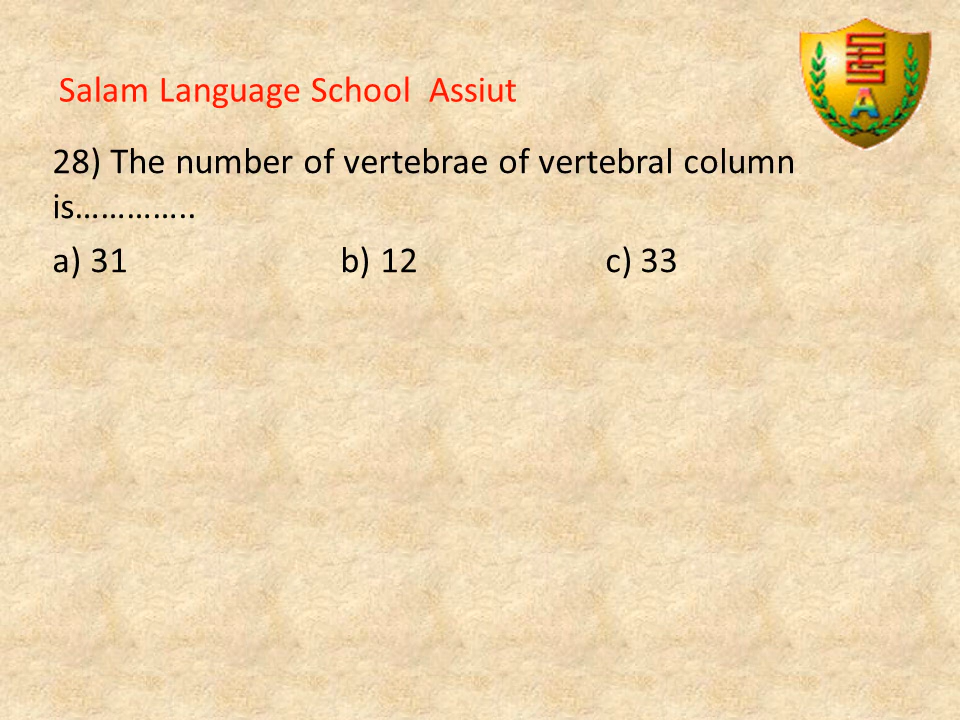 Salam Language School Assiut
28) The number of vertebrae of vertebral column
is…………..
a) 31 b) 12 c) 33